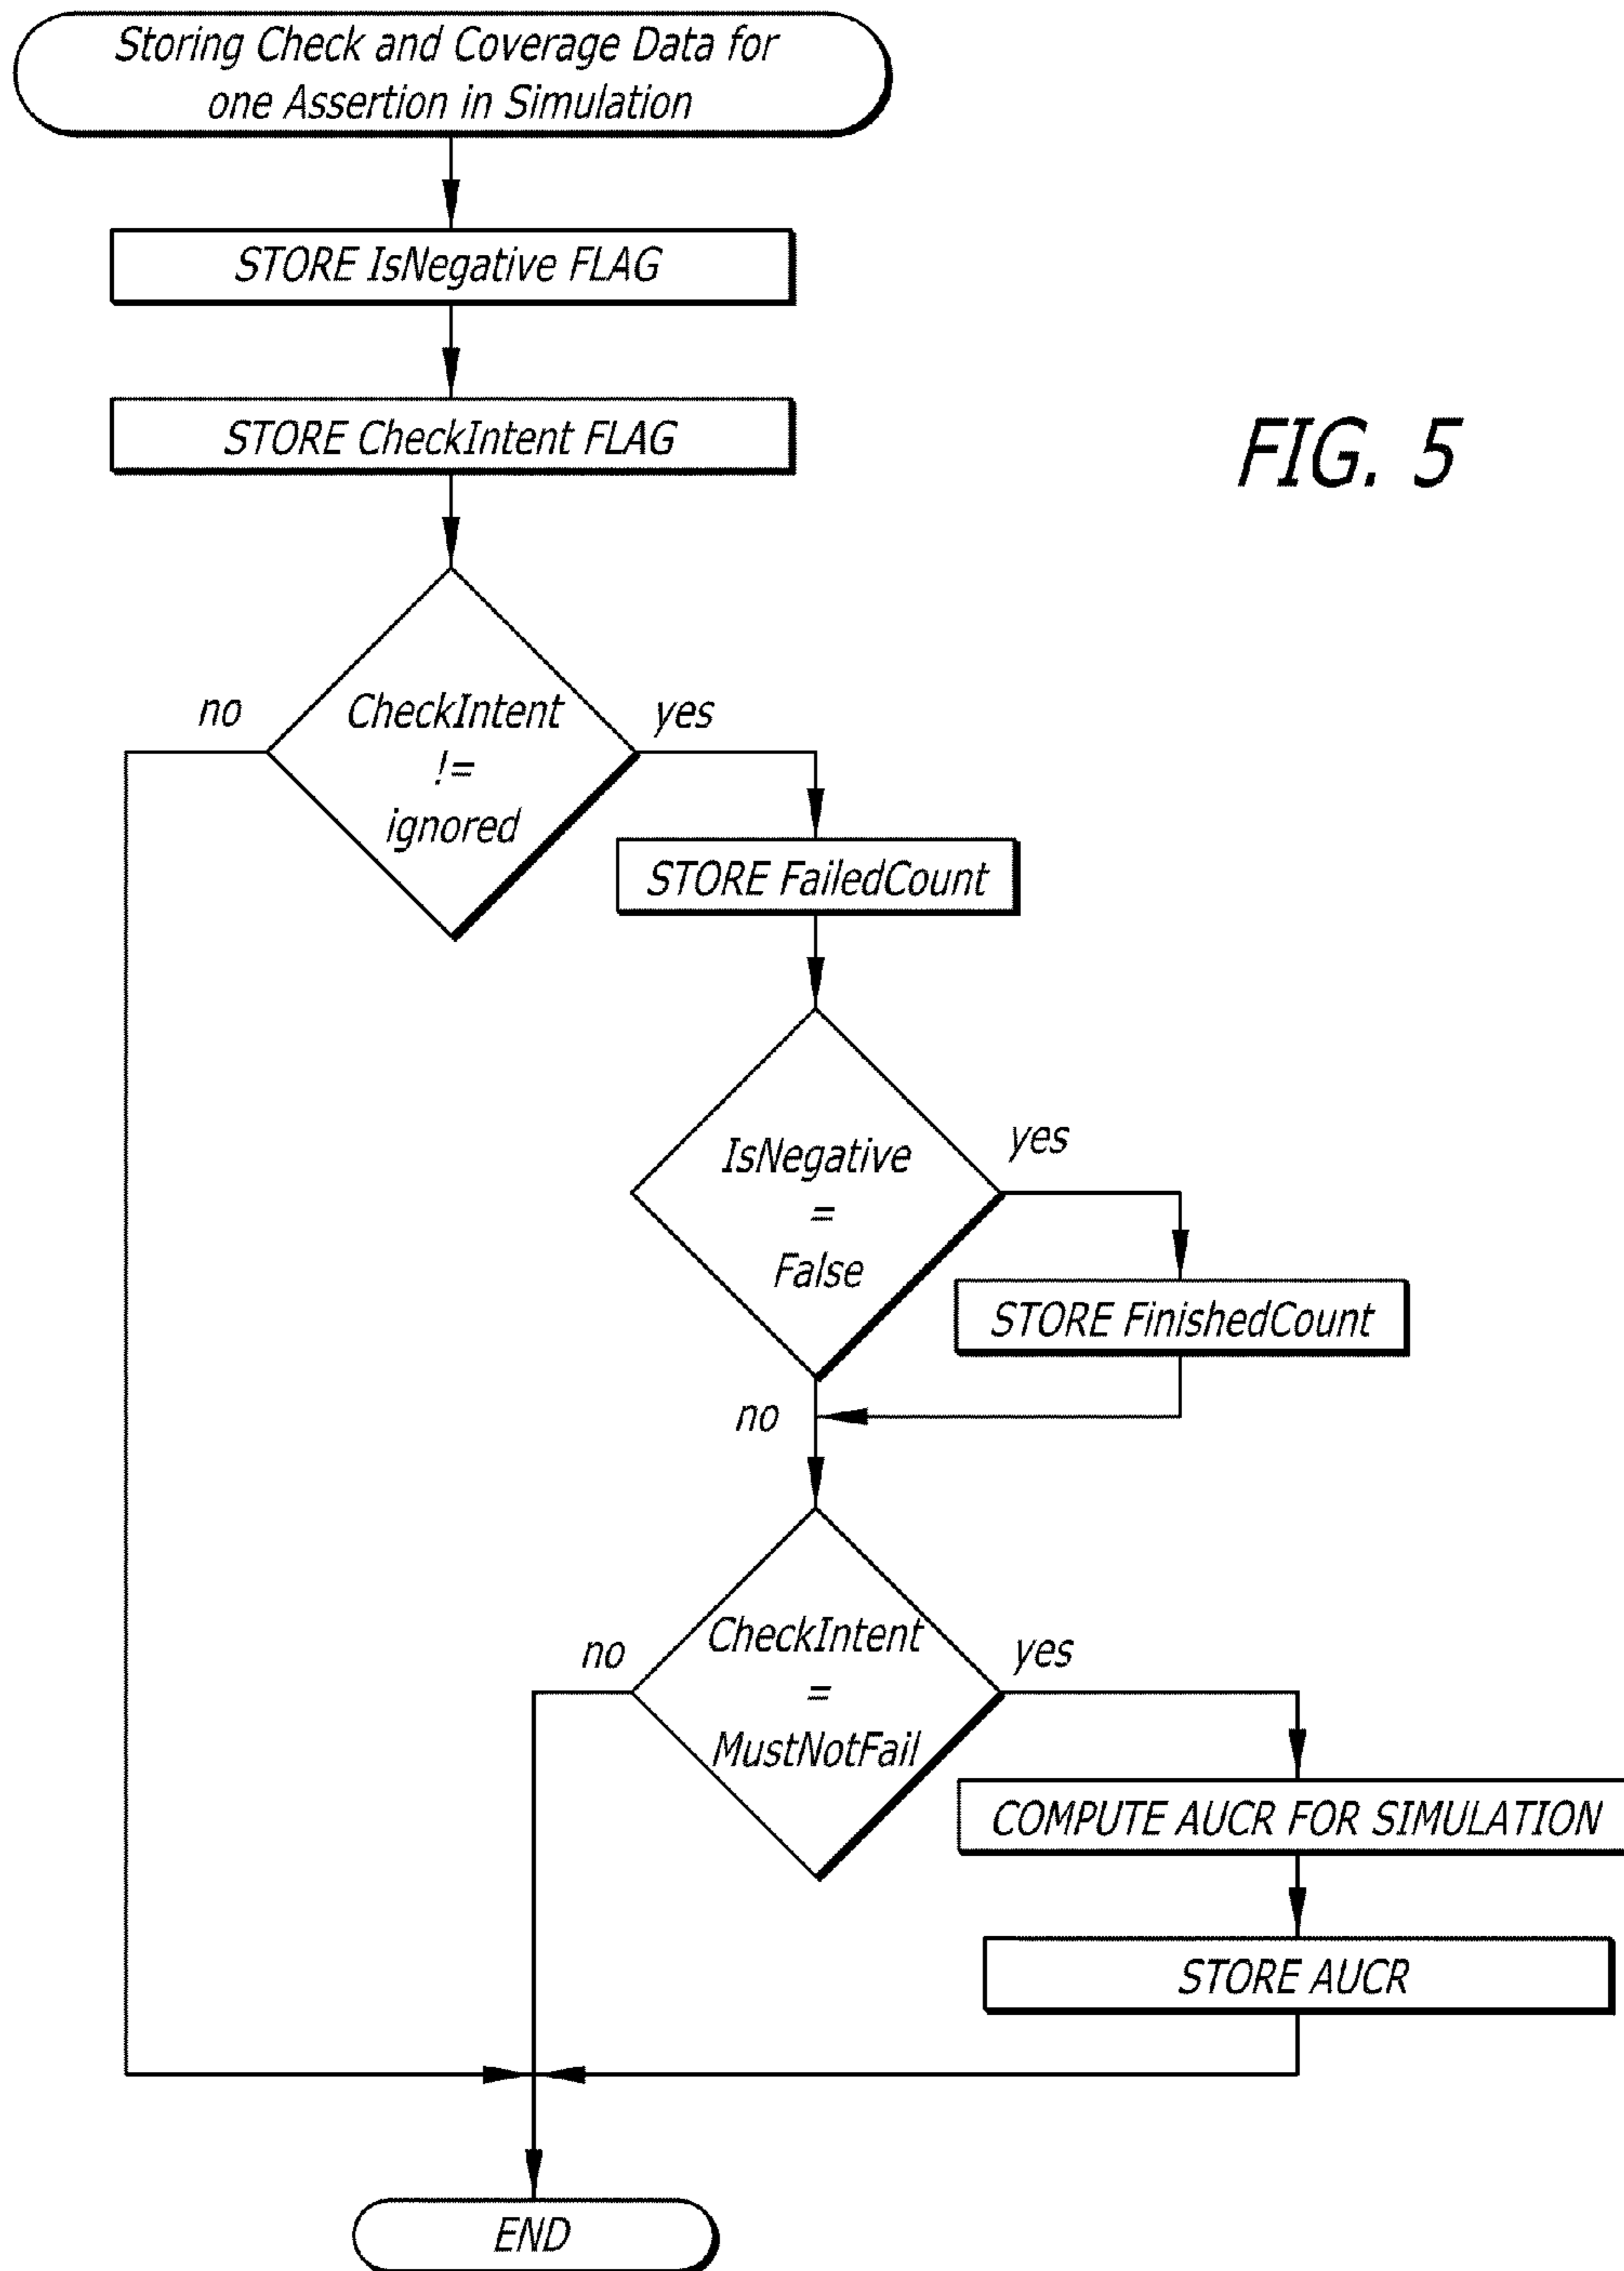 Storing Check and Coverage Data for
one Assertion in Simulation
STORE IsNegative FLAG
STORE CheckIntent FLAG
FIG. 5
no
CheckIntent
!=
ignored
yes
STORE FailedCount
IsNegative
=
False
yes
STORE FinishedCount
no
no
CheckIntent
=
MustNotFail
yes
COMPUTE AUCR FOR SIMULATION
STORE AUCR
END